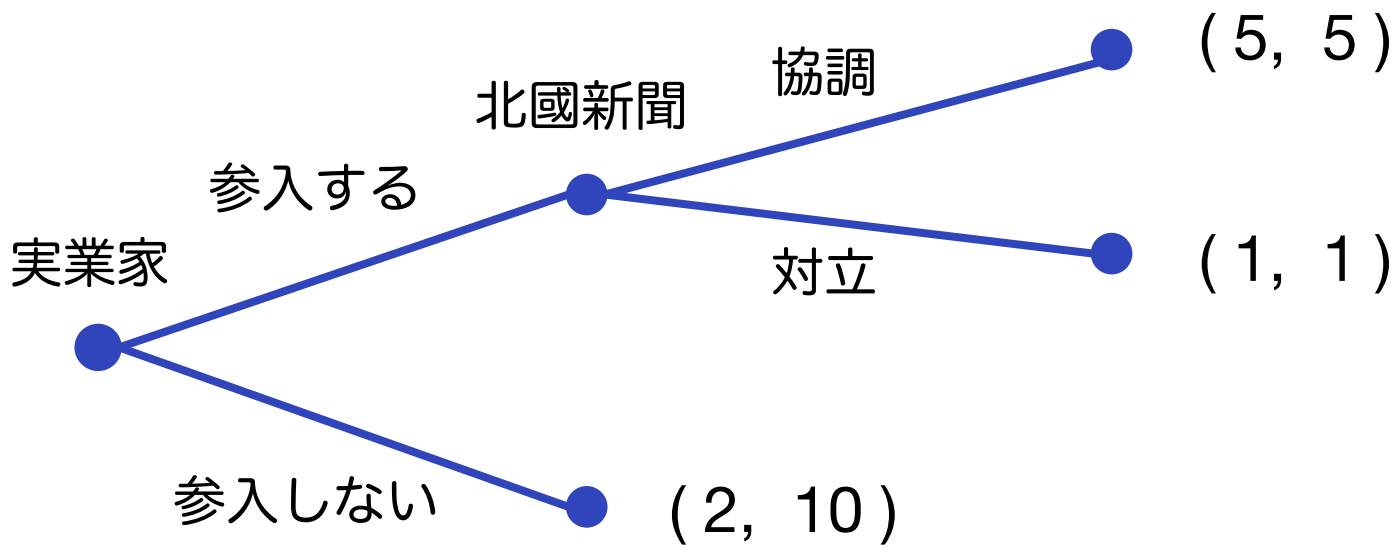 実業家
参入する
参入しない
北國新聞
協調
対立
( 5, 5 )
( 1, 1 )
( 2, 10 )